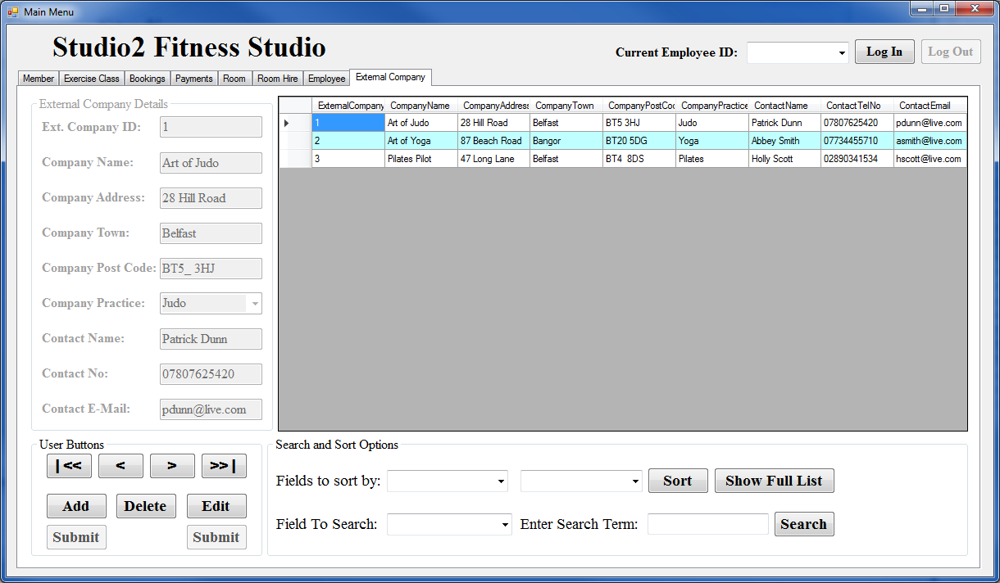 Main Menu
Studio2 Fitness Studio
Current Employee ID: Log In Log Out
Member Exercise Class Bookings Payments Room Room Hire Employee External Company
External Company Details
Ext. Company ID: 1
Company Name: Art of Judo
Company Address: 28 Hill Road
Company Town: Belfast
Company Post Code: BT5_ 3HJ
Company Practice: Judo
Contact Name: Patrick Dunn
Contact No: 07807625420
Contact E-Mail: pdunn@live.com
ExternalCompany CompanyName CompanyAddress CompanyTown CompanyPostCoc CompanyPractice ContactName ContactTelNo ContactEmail
1 Art of Judo 28 Hill Road Belfast BT5 3HJ Judo Patrick Dunn 07807625420 pdunn@live.com
2 Art of Yoga 87 Beach Road Bangor BT20 5DG Yoga Abbey Smith 07734455710 asmith@live.com
3 Pilates Pilot 47 Long Lane Belfast BT4 8DS Pilates Holly Scott 02890341534 hscott@live.com
User Buttons
|<< < > >>|
Add Delete Edit
Submit Submit
Search and Sort Options
Fields to sort by: Sort Show Full List
Field To Search: Enter Search Term: Search